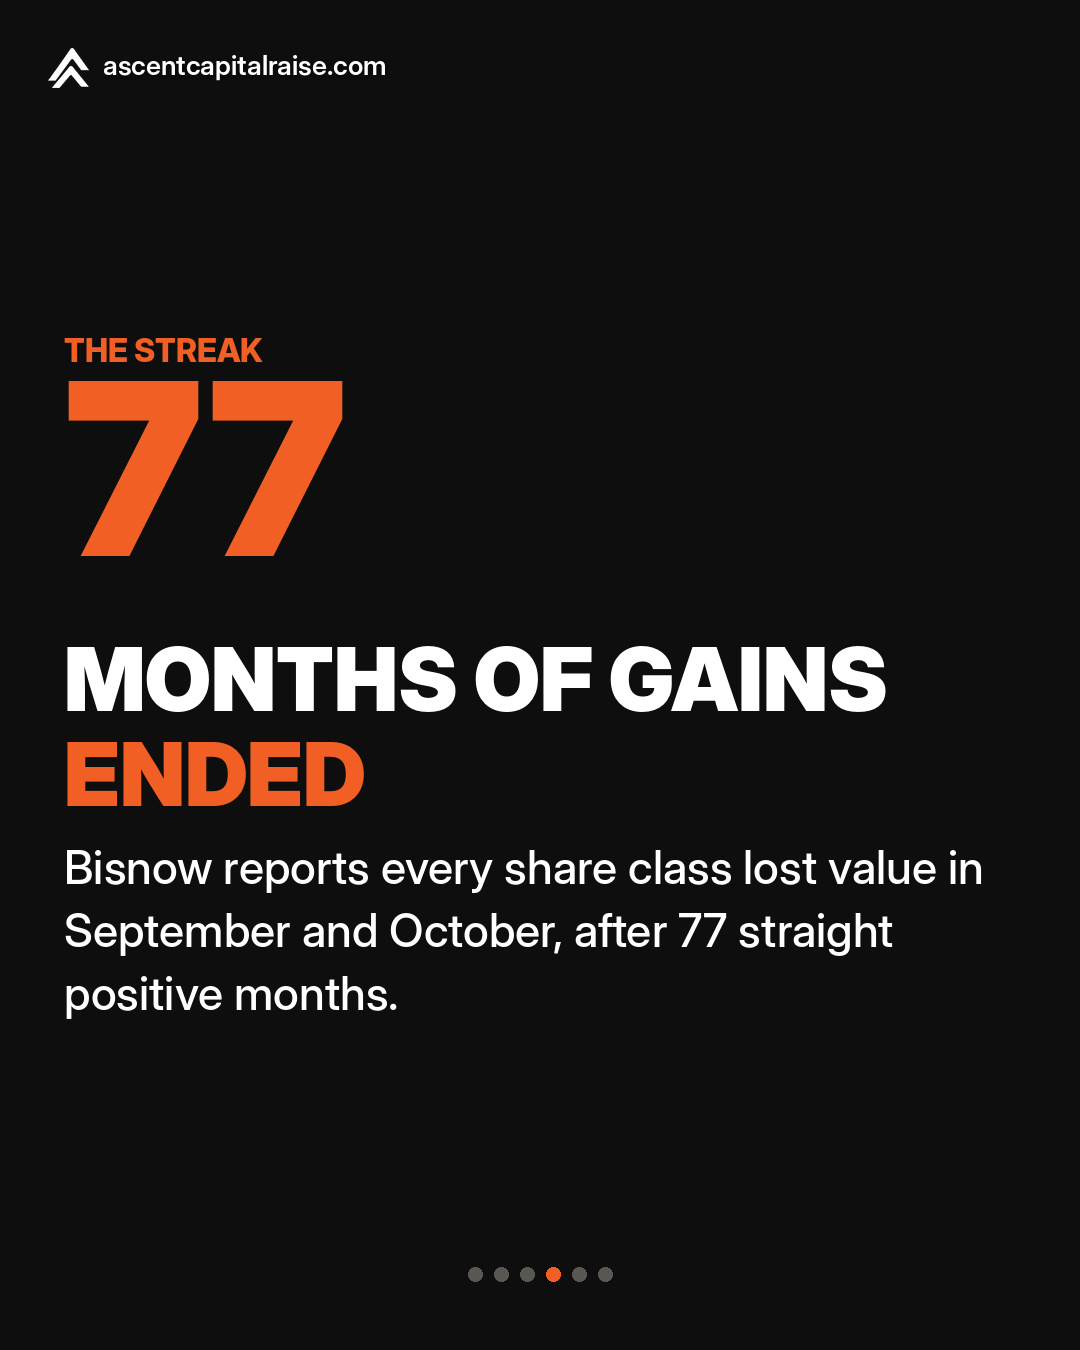 ascentcapitalraise.com
THE STREAK
77
MONTHS OF GAINS
ENDED
Bisnow reports every share class lost value in
September and October, after 77 straight
positive months.